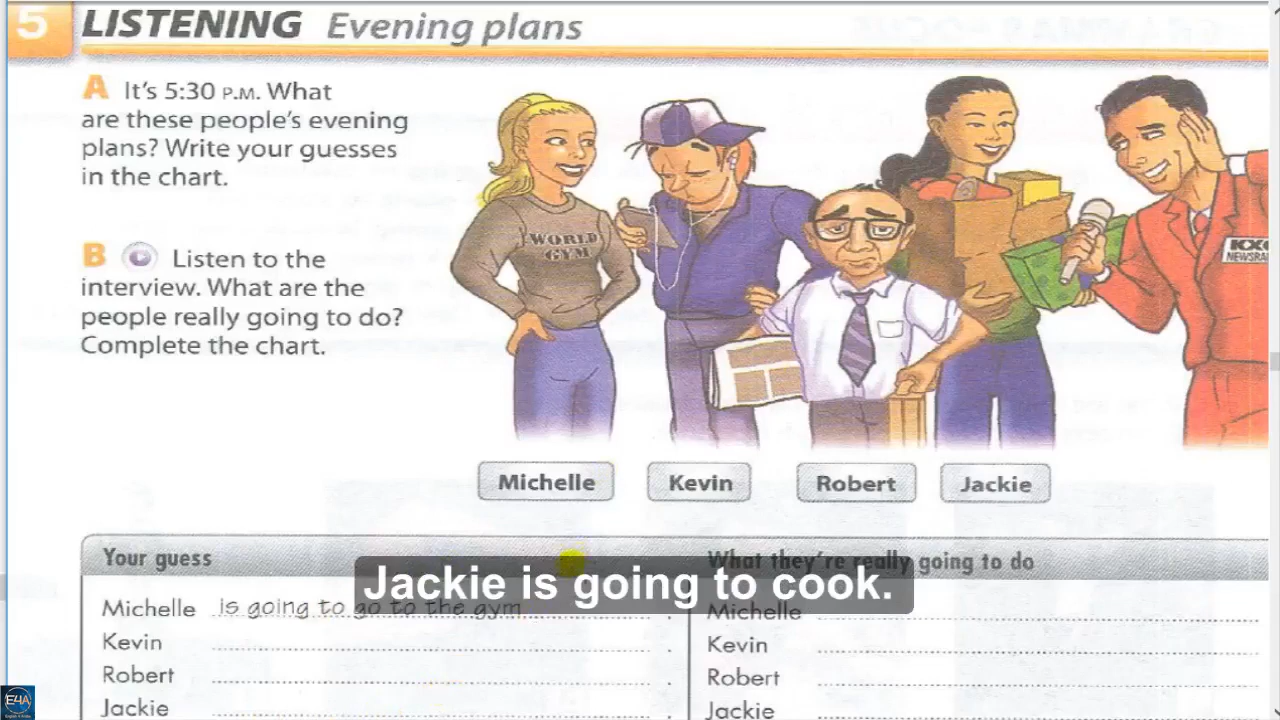 5 LISTENING Evening plans
A It's 5:30 P.M. What
are these people's evening
plans? Write your guesses
in the chart.
B Listen to the
interview. What are the
people really going to do?
Complete the chart.
WORLD
GYM
Michelle
Kevin
Robert
Jackie
Your guess
What they're really going to do
Jackie is going to cook.
Michelle is going to go to the gym.
Kevin
Robert
Jackie
Michelle
Kevin
Robert
Jackie
E4A